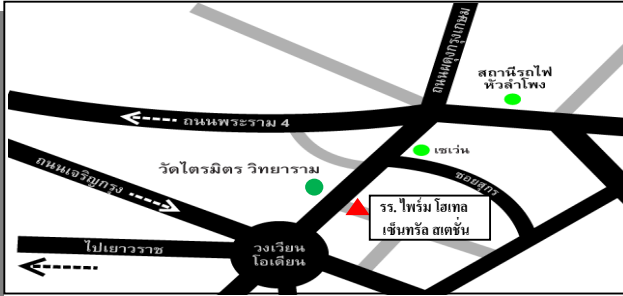 ถนนผดุงกรุงเกษม
สถานีรถไฟ
หัวลำโพง
ถนนพระราม 4
เซเว่น
ถนนเจริญกรุง
วัดไตรมิตร วิทยาราม
ซอยสุกร
รร. ไพร์ม โฮเทล
เซ็นทรัล สเตชั่น
ไปเยาวราช
วงเวียน
โอเดียน